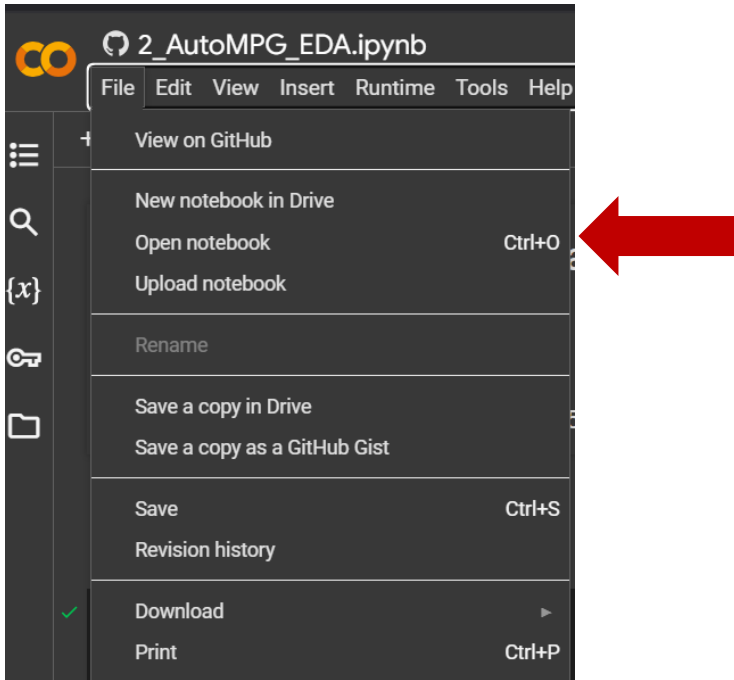 2_AutoMPG_EDA.ipynb
File Edit View Insert Runtime Tools Help
View on GitHub
New notebook in Drive
Open notebook Ctrl+O
Upload notebook
{x}
Rename
Save a copy in Drive
Save a copy as a GitHub Gist
Save Ctrl+S
Revision history
Download
Print Ctrl+P